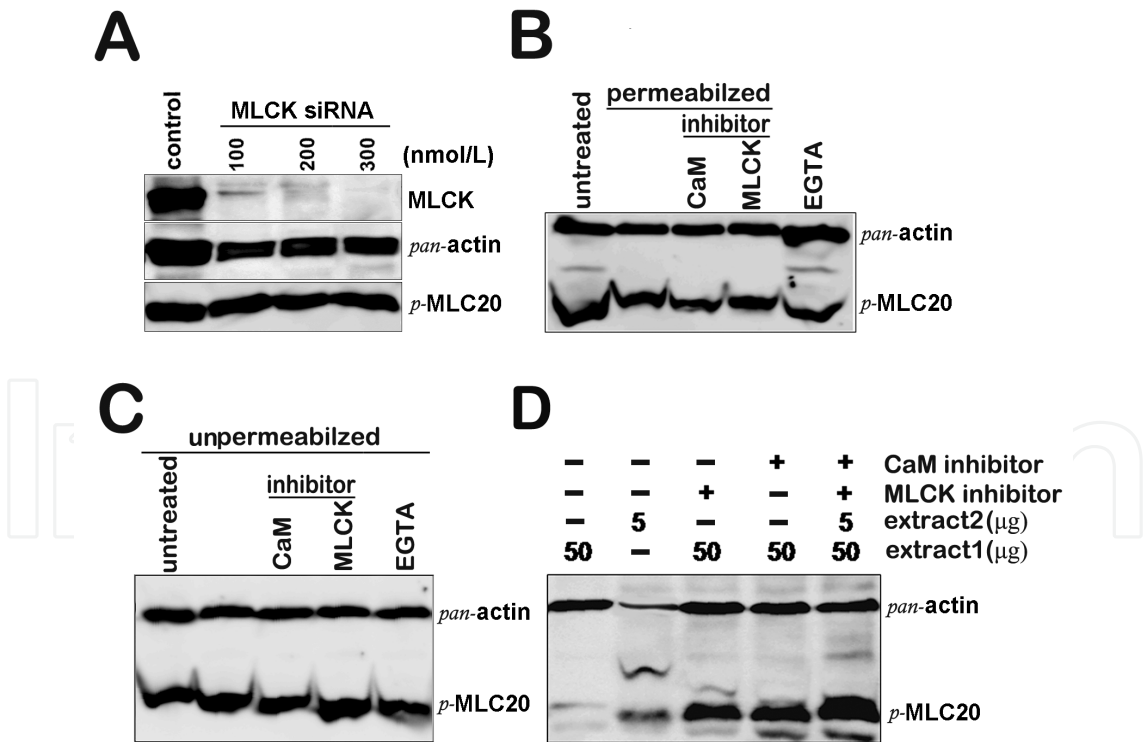 A
control
MLCK siRNA
100
200
300
(nmol/L)
MLCK
pan-actin
p-MLC20
B
untreated
permeabilzed
inhibitor
CaM
MLCK
EGTA
pan-actin
p-MLC20
C
unpermeabilzed
untreated
inhibitor
CaM
MLCK
EGTA
pan-actin
p-MLC20
D
− − − + + CaM inhibitor
− − + − + MLCK inhibitor
− 5 − − 5 extract2(μg)
50 − 50 50 50 extract1(μg)
pan-actin
p-MLC20